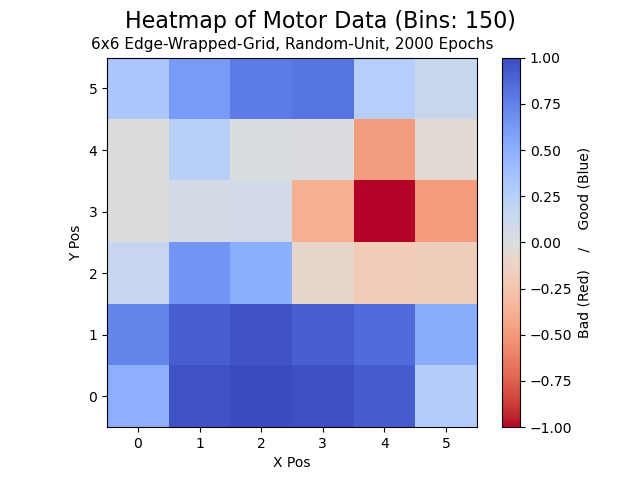 Heatmap of Motor Data (Bins: 150)
6x6 Edge-Wrapped-Grid, Random-Unit, 2000 Epochs
5
4
3
2
1
0
Y Pos
0 1 2 3 4 5
X Pos
1.00
0.75
0.50
0.25
0.00
−0.25
−0.50
−0.75
−1.00
Bad (Red) / Good (Blue)